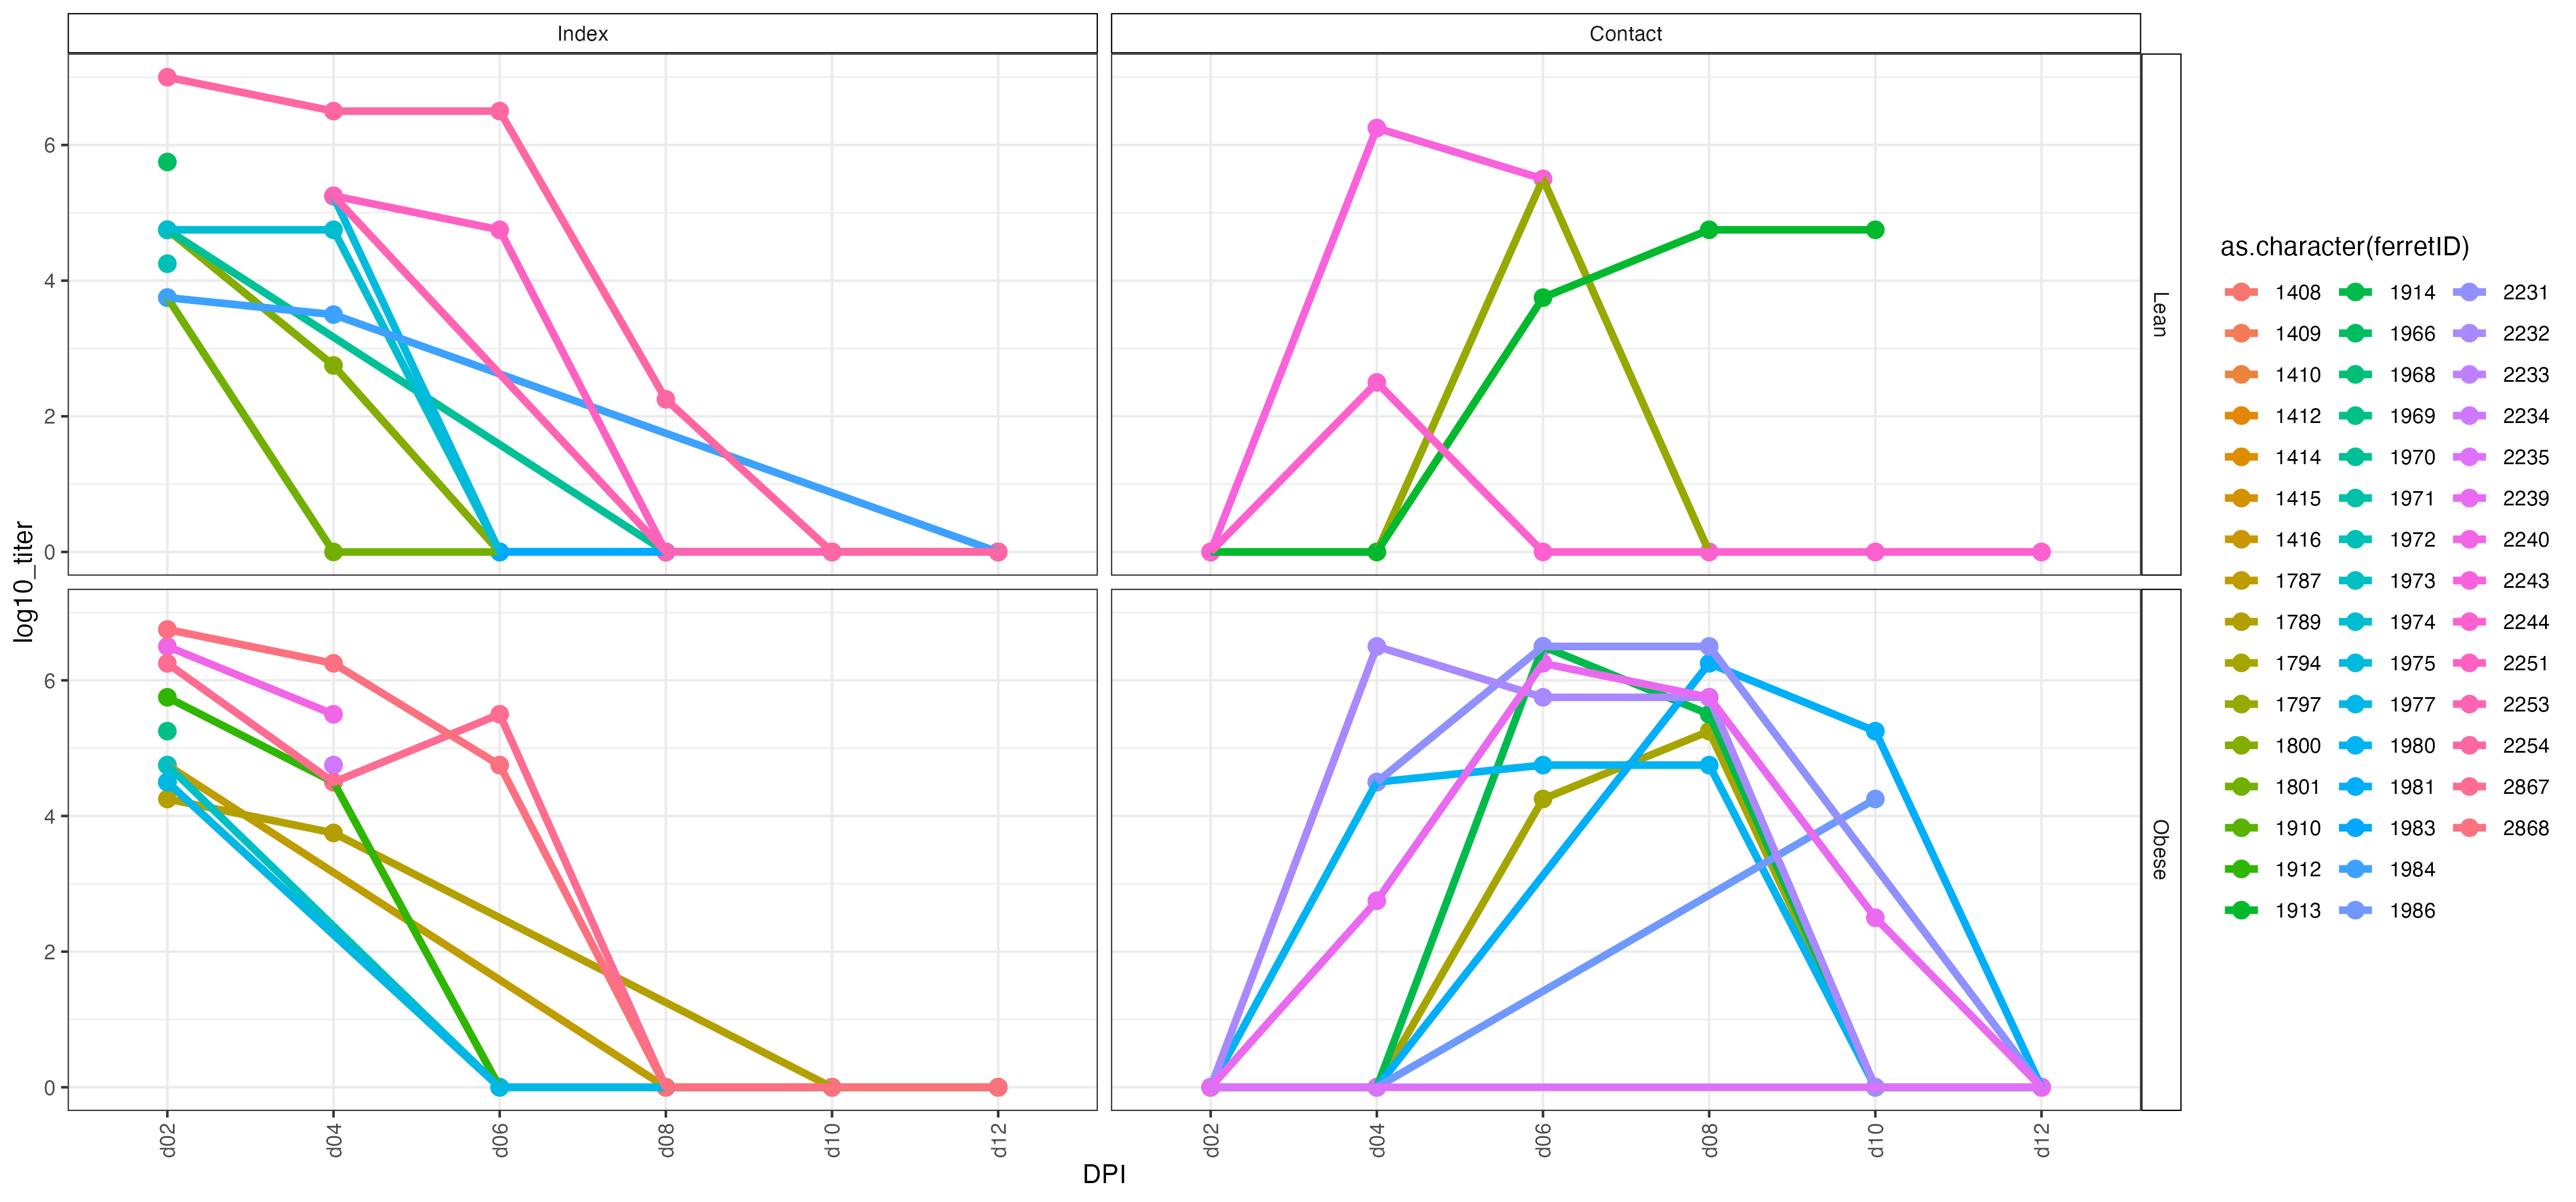 Index
Contact
log10_titer
6
4
2
0
Lean
6
4
2
0
Obese
d02
d04
d06
d08
d10
d12
d02
d04
d06
d08
d10
d12
DPI
as.character(ferretID)
1408 1914 2231
1409 1966 2232
1410 1968 2233
1412 1969 2234
1414 1970 2235
1415 1971 2239
1416 1972 2240
1787 1973 2243
1789 1974 2244
1794 1975 2251
1797 1977 2253
1800 1980 2254
1801 1981 2867
1910 1983 2868
1912 1984
1913 1986